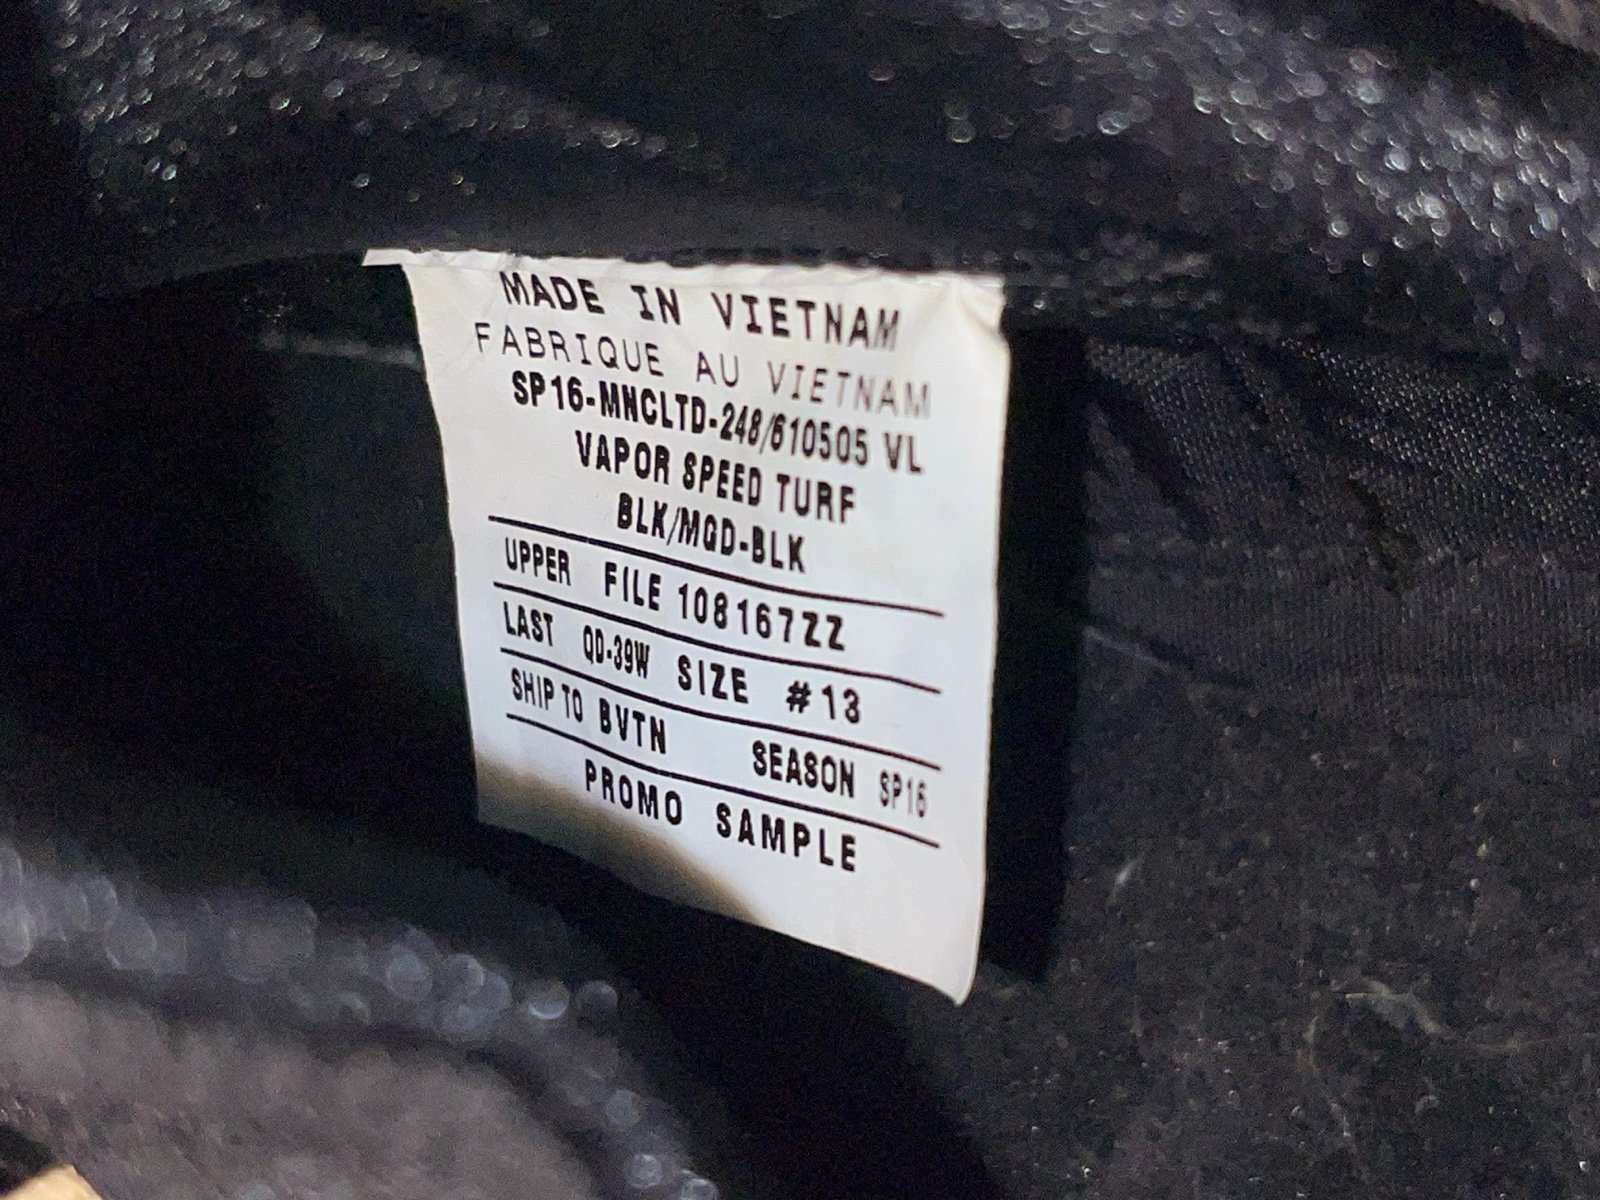 MADE IN VIETNAM
FABRIQUE AU VIETNAM
SP16-MNCLTD-248/610505 VL
VAPOR SPEED TURF
BLK/MGD-BLK
UPPER FILE 108167ZZ
LAST QD-39W SIZE #13
SHIP TO BVTN SEASON SP16
PROMO SAMPLE